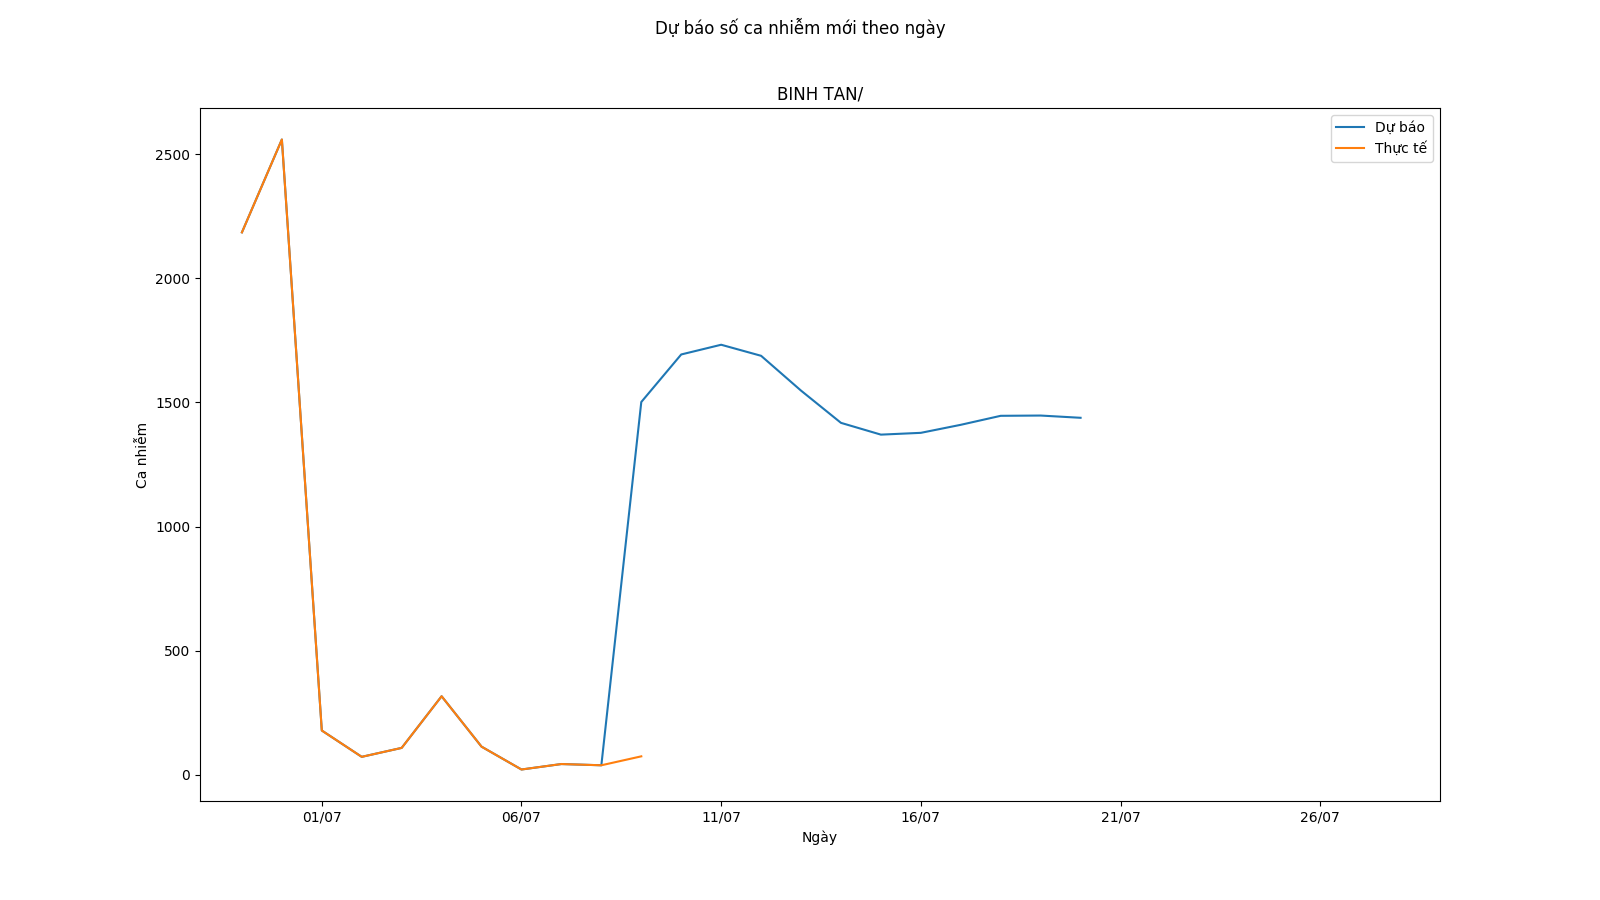 Dự báo số ca nhiễm mới theo ngày
BINH TAN/
Dự báo
Thực tế
2500
2000
1500
1000
500
0
Ca nhiễm
01/07
06/07
11/07
16/07
21/07
26/07
Ngày